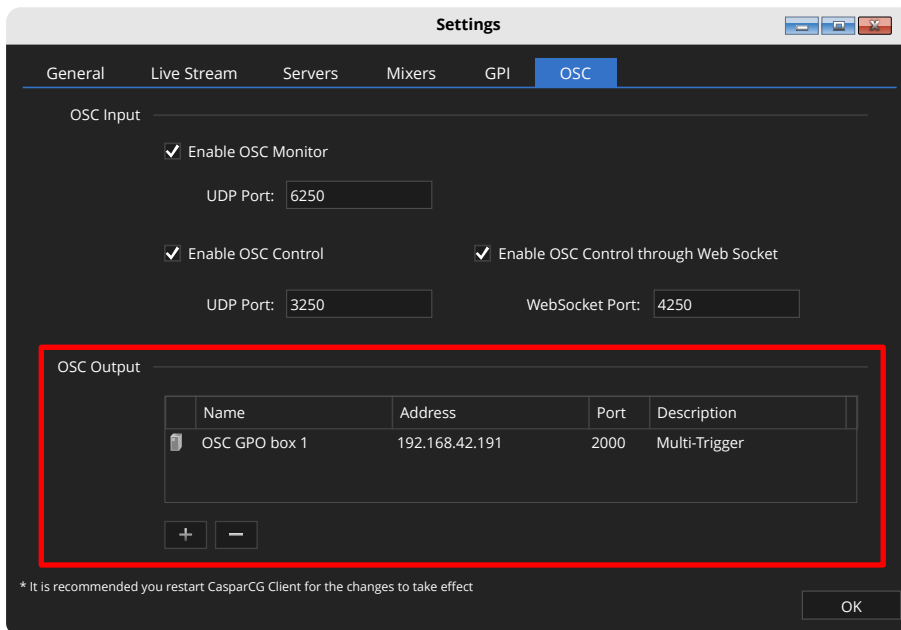 Settings
General Live Stream Servers Mixers GPI OSC
OSC Input
Enable OSC Monitor
UDP Port: 6250
Enable OSC Control Enable OSC Control through Web Socket
UDP Port: 3250 WebSocket Port: 4250
OSC Output
Name Address Port Description
OSC GPO box 1 192.168.42.191 2000 Multi-Trigger
+ −
* It is recommended you restart CasparCG Client for the changes to take effect
OK